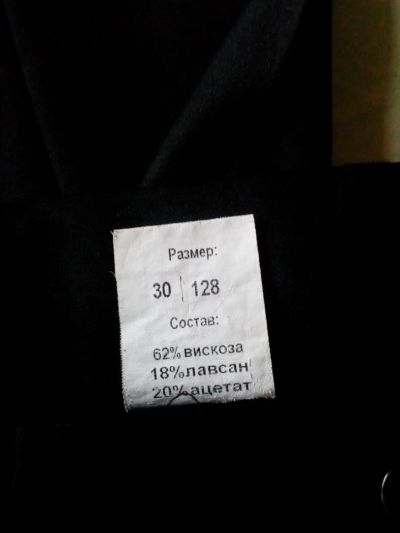 Размер:
30 | 128
Состав:
62% вискоза
18% лавсан
20% ацетат